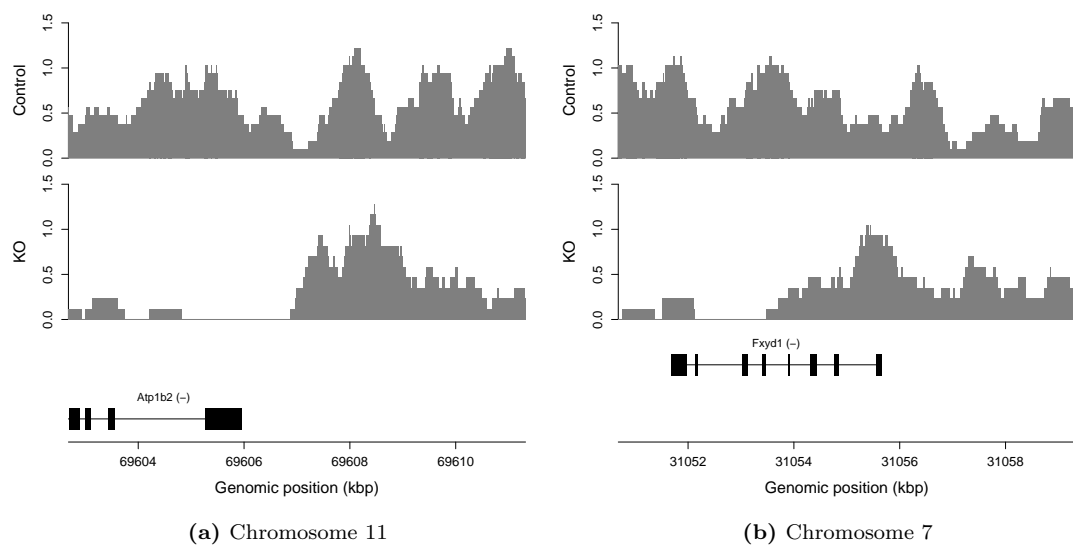 1.5
1.0
0.5
0.0
Control
1.5
1.0
0.5
0.0
KO
Atp1b2 (−)
69604 69606 69608 69610
Genomic position (kbp)
(a) Chromosome 11
1.5
1.0
0.5
0.0
Control
1.5
1.0
0.5
0.0
KO
Fxyd1 (−)
31052 31054 31056 31058
Genomic position (kbp)
(b) Chromosome 7